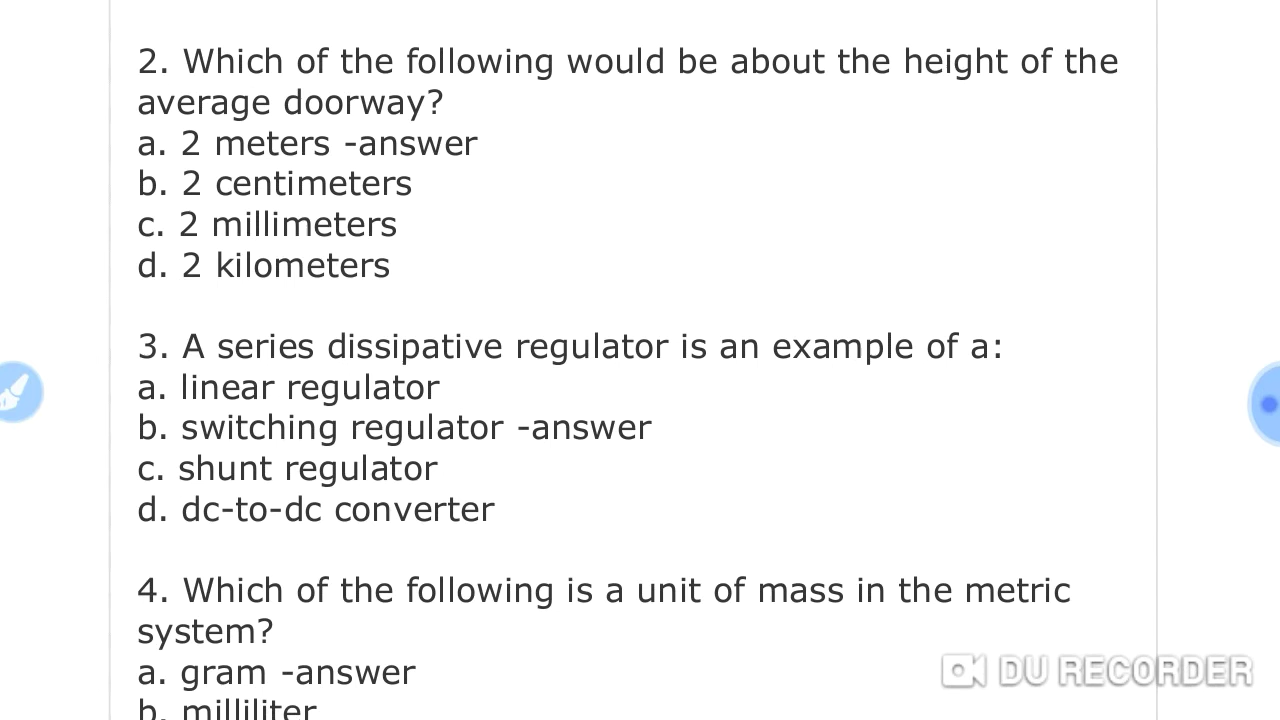 2. Which of the following would be about the height of the
average doorway?
a. 2 meters -answer
b. 2 centimeters
c. 2 millimeters
d. 2 kilometers
3. A series dissipative regulator is an example of a:
a. linear regulator
b. switching regulator -answer
c. shunt regulator
d. dc-to-dc converter
4. Which of the following is a unit of mass in the metric
system?
a. gram -answer
b. milliliter
DU RECORDER